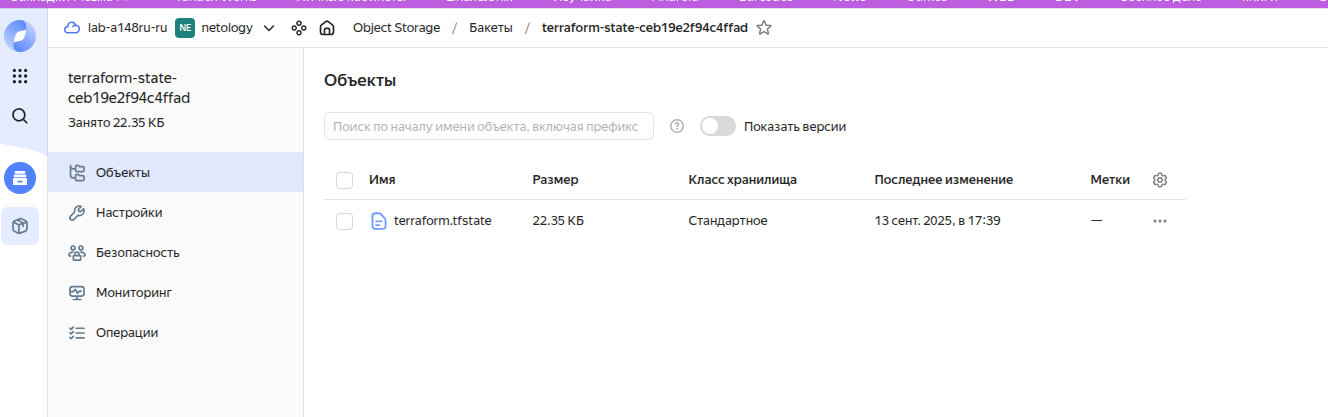 lab-a148ru-ru NE netology Object Storage / Бакеты / terraform-state-ceb19e2f94c4ffad
terraform-state-
ceb19e2f94c4ffad
Занято 22.35 КБ
Объекты
Настройки
Безопасность
Мониторинг
Операции
Объекты
Поиск по началу имени объекта, включая префикс
Показать версии
Имя Размер Класс хранилища Последнее изменение Метки
terraform.tfstate 22.35 КБ Стандартное 13 сент. 2025, в 17:39 —